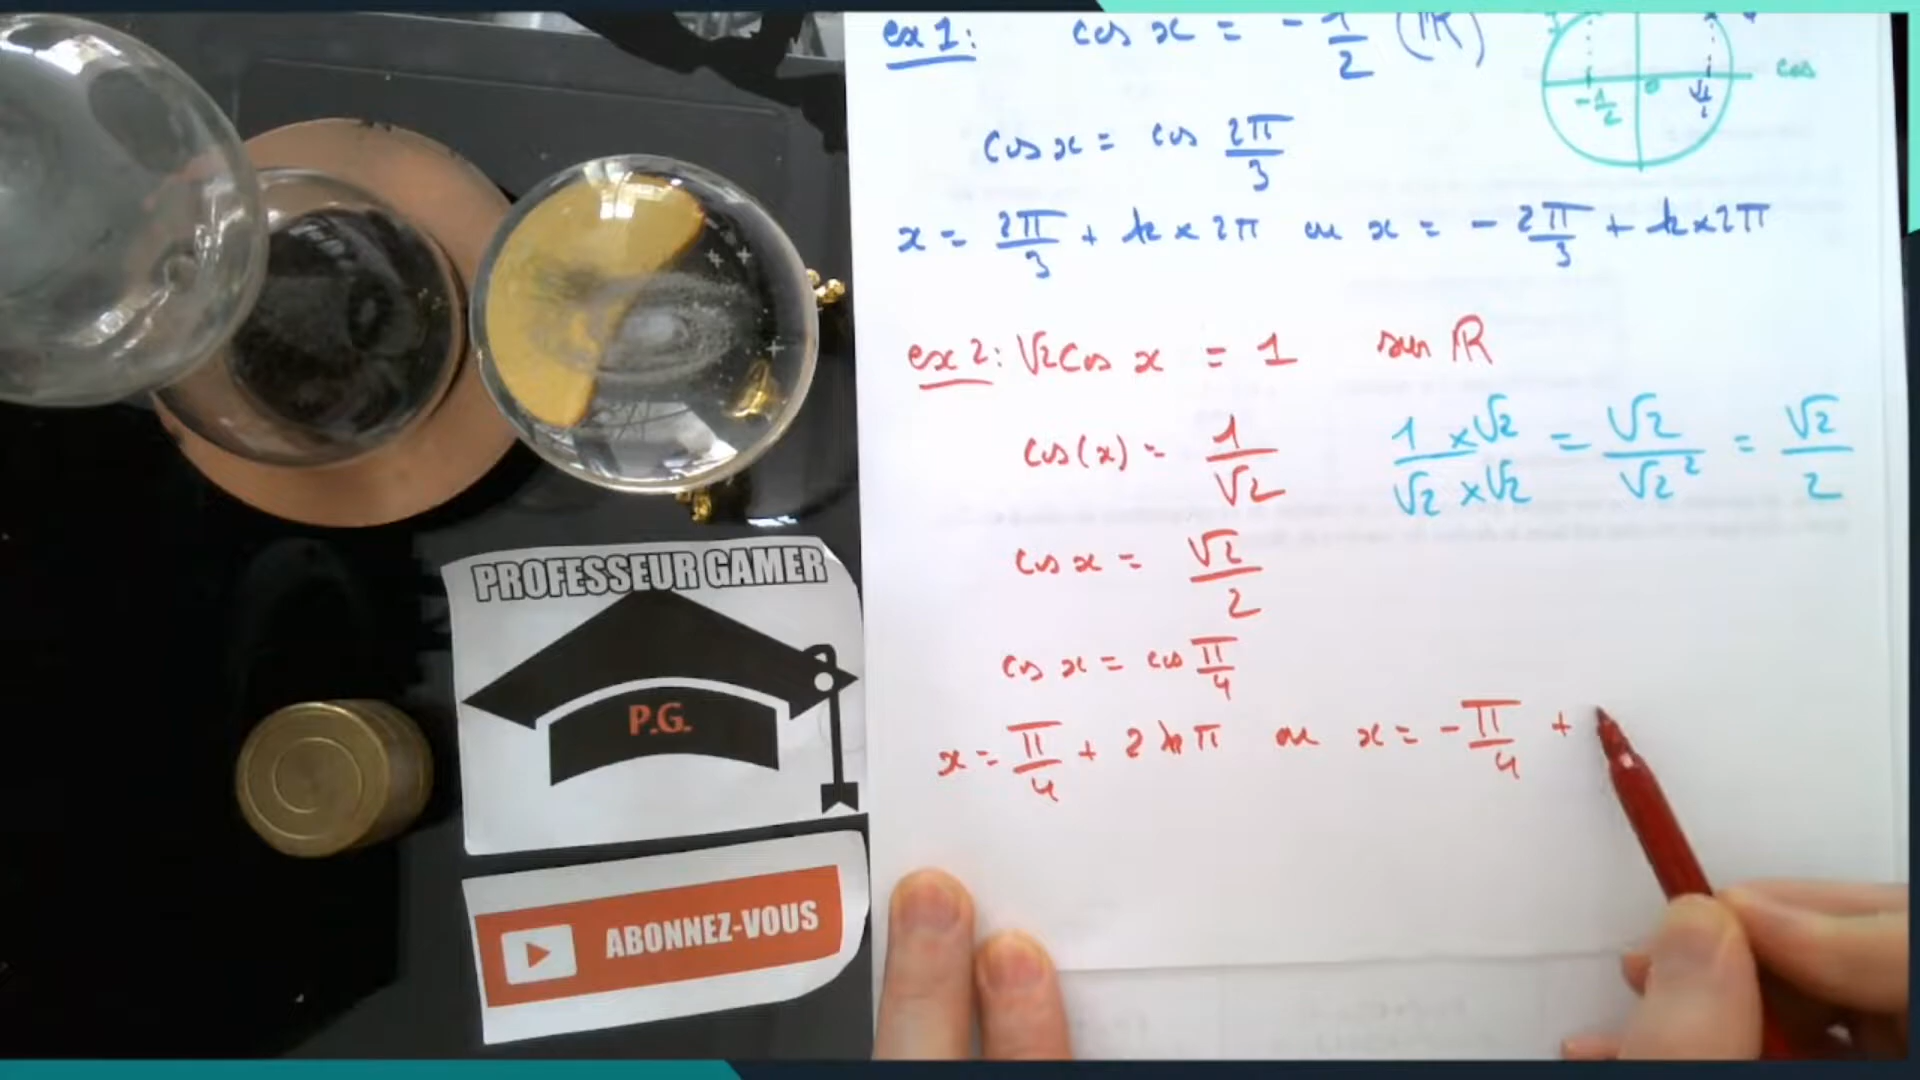 ex 1: cos x = - 1/2 (ℝ)
cos
- 1/2
cos x = cos 2π/3
x = 2π/3 + k × 2π ou x = - 2π/3 + k × 2π
ex 2: √2 cos x = 1 sur ℝ
cos(x) = 1/√2
1 × √2 / √2 × √2 = √2 / √2² = √2 / 2
cos x = √2 / 2
cos x = cos π/4
x = π/4 + 2kπ ou x = - π/4 +
PROFESSEUR GAMER
P.G.
ABONNEZ-VOUS